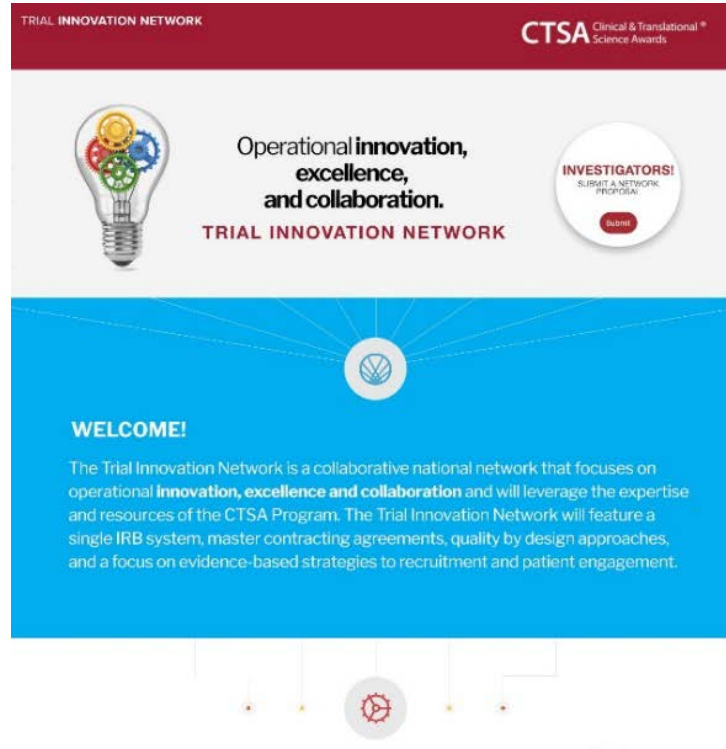 TRIAL INNOVATION NETWORK
CTSA Clinical & Translational ®
Science Awards
Operational innovation,
excellence,
and collaboration.
TRIAL INNOVATION NETWORK
INVESTIGATORS!
SUBMIT A NETWORK
PROPOSAL
Submit
WELCOME!
The Trial Innovation Network is a collaborative national network that focuses on
operational innovation, excellence and collaboration and will leverage the expertise
and resources of the CTSA Program. The Trial Innovation Network will feature a
single IRB system, master contracting agreements, quality by design approaches,
and a focus on evidence-based strategies to recruitment and patient engagement.